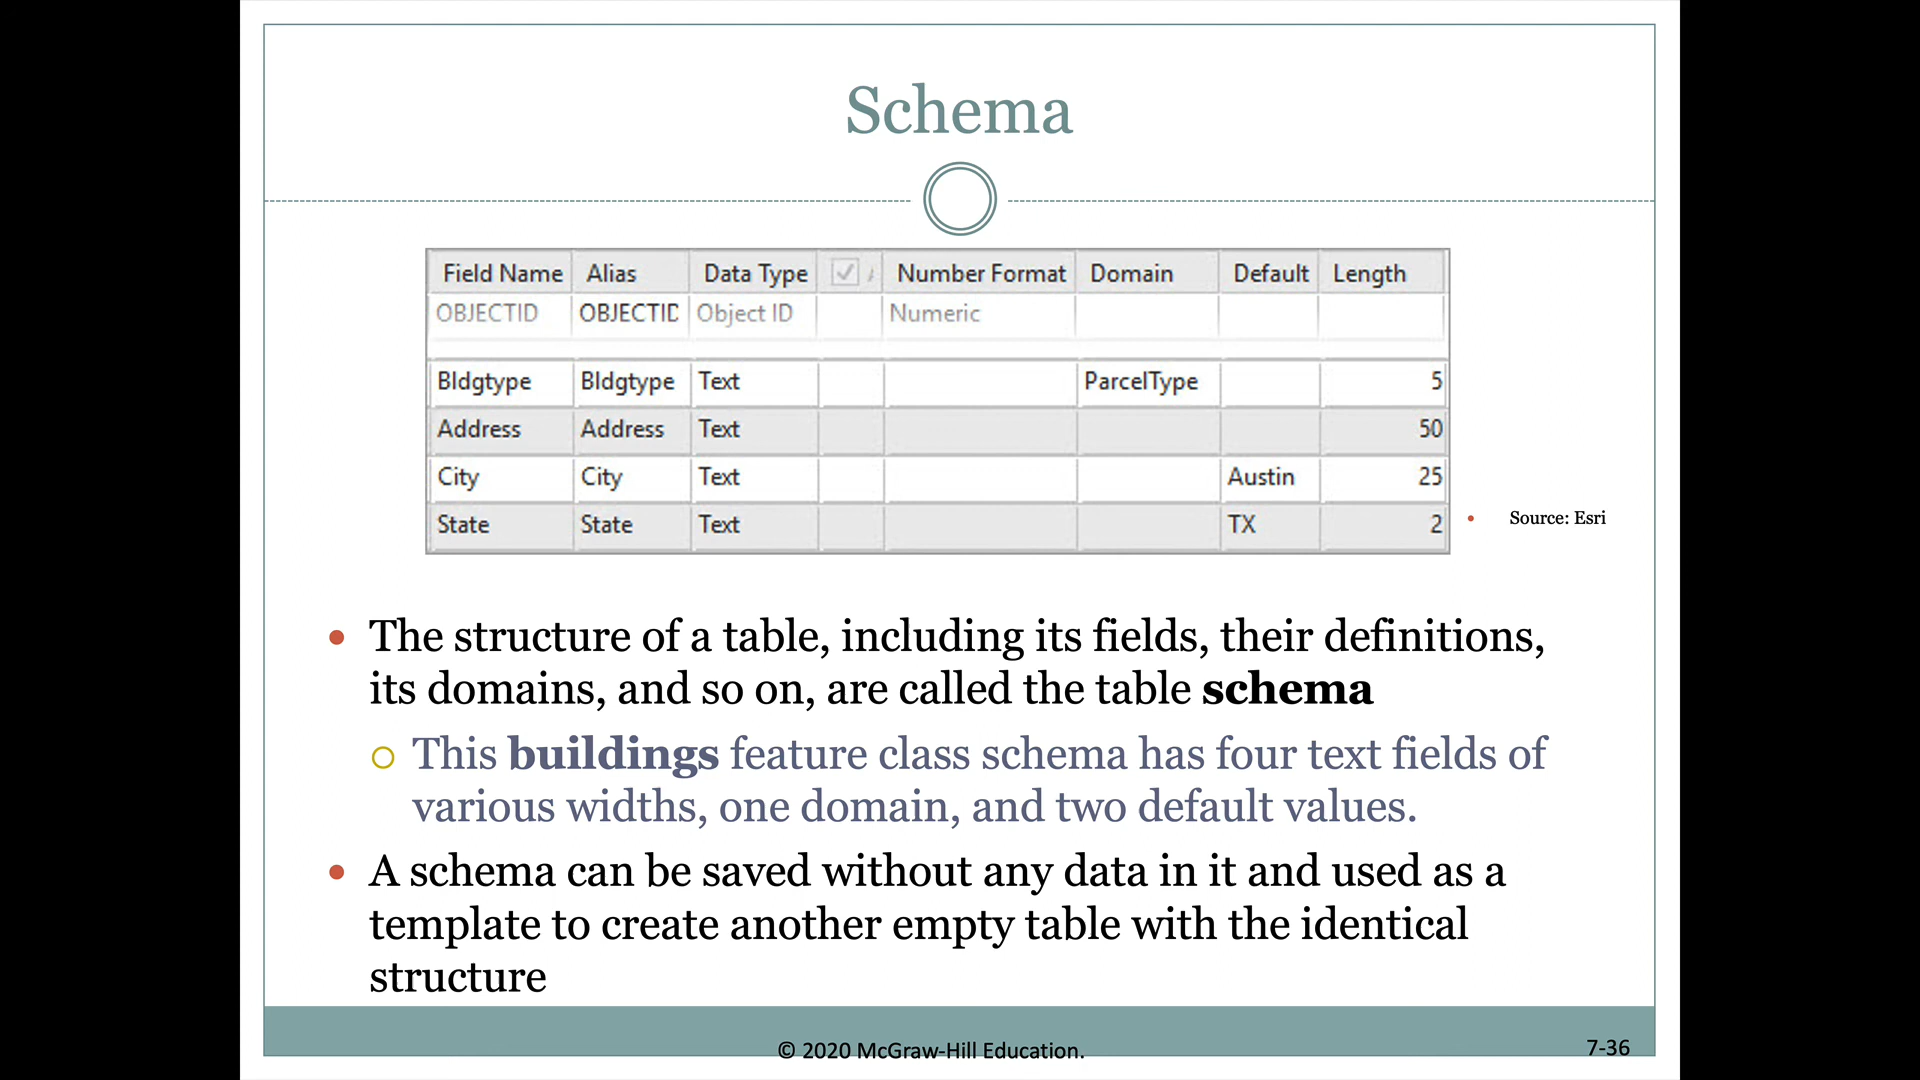 Schema
Field Name Alias Data Type Number Format Domain Default Length
OBJECTID OBJECTID Object ID Numeric
Bldgtype Bldgtype Text ParcelType 5
Address Address Text 50
City City Text Austin 25
State State Text TX 2
• Source: Esri
• The structure of a table, including its fields, their definitions,
its domains, and so on, are called the table schema
○ This buildings feature class schema has four text fields of
various widths, one domain, and two default values.
• A schema can be saved without any data in it and used as a
template to create another empty table with the identical
structure
© 2020 McGraw-Hill Education.
7-36